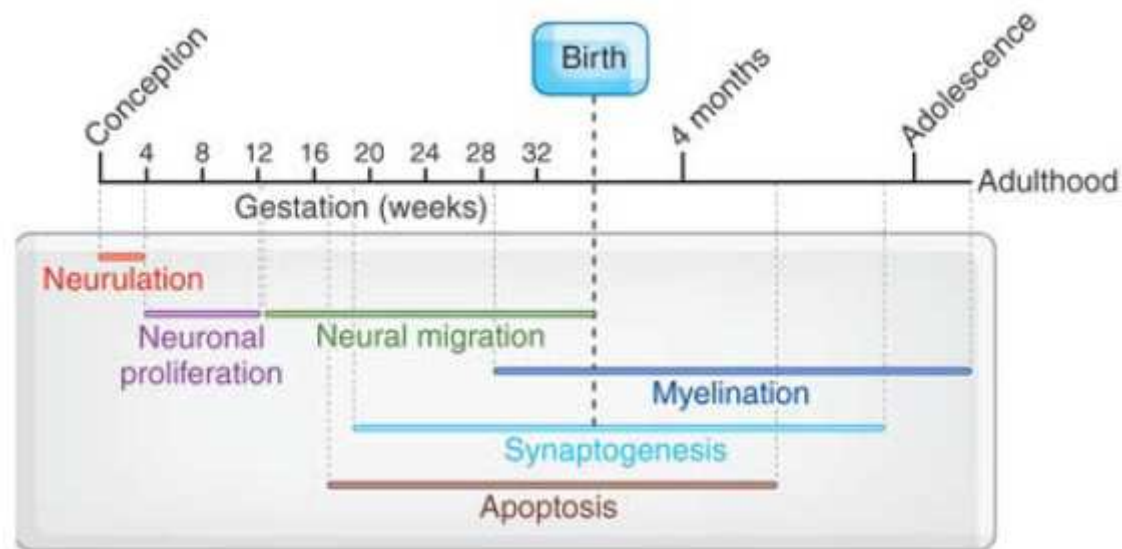 Birth
Conception
4 months
Adolescence
4 8 12 16 20 24 28 32
Adulthood
Gestation (weeks)
Neurulation
Neuronal
proliferation
Neural migration
Myelination
Synaptogenesis
Apoptosis